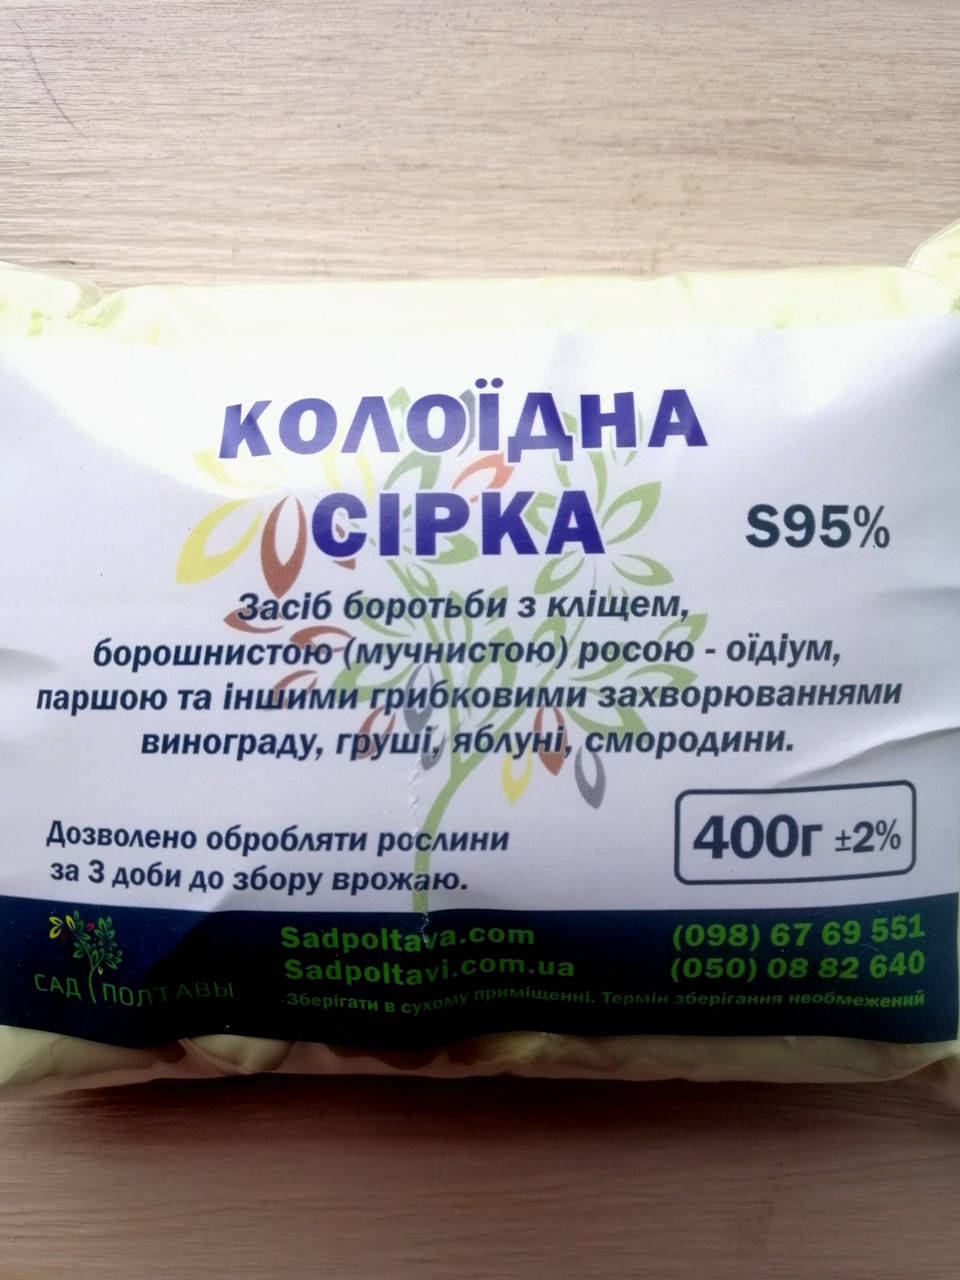 КОЛОЇДНА
СІРКА
S95%
Засіб боротьби з кліщем,
борошнистою (мучнистою) росою - оїдіум,
паршою та іншими грибковими захворюваннями
винограду, груші, яблуні, смородини.
Дозволено обробляти рослини
за 3 доби до збору врожаю.
400г ±2%
САД ПОЛТАВЫ
Sadpoltava.com
Sadpoltavi.com.ua
(098) 67 69 551
(050) 08 82 640
Зберігати в сухому приміщенні. Термін зберігання необмежений